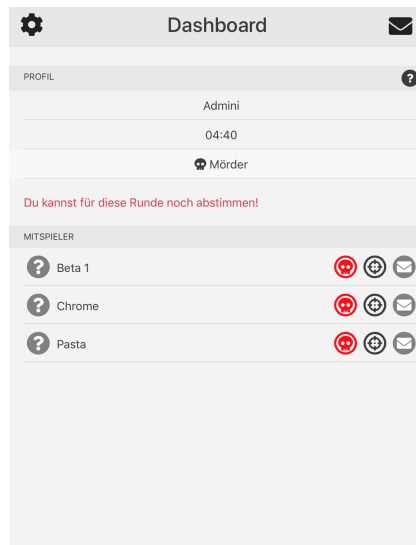 Dashboard
PROFIL
?
Admini
04:40
Mörder
Du kannst für diese Runde noch abstimmen!
MITSPIELER
? Beta 1
? Chrome
? Pasta